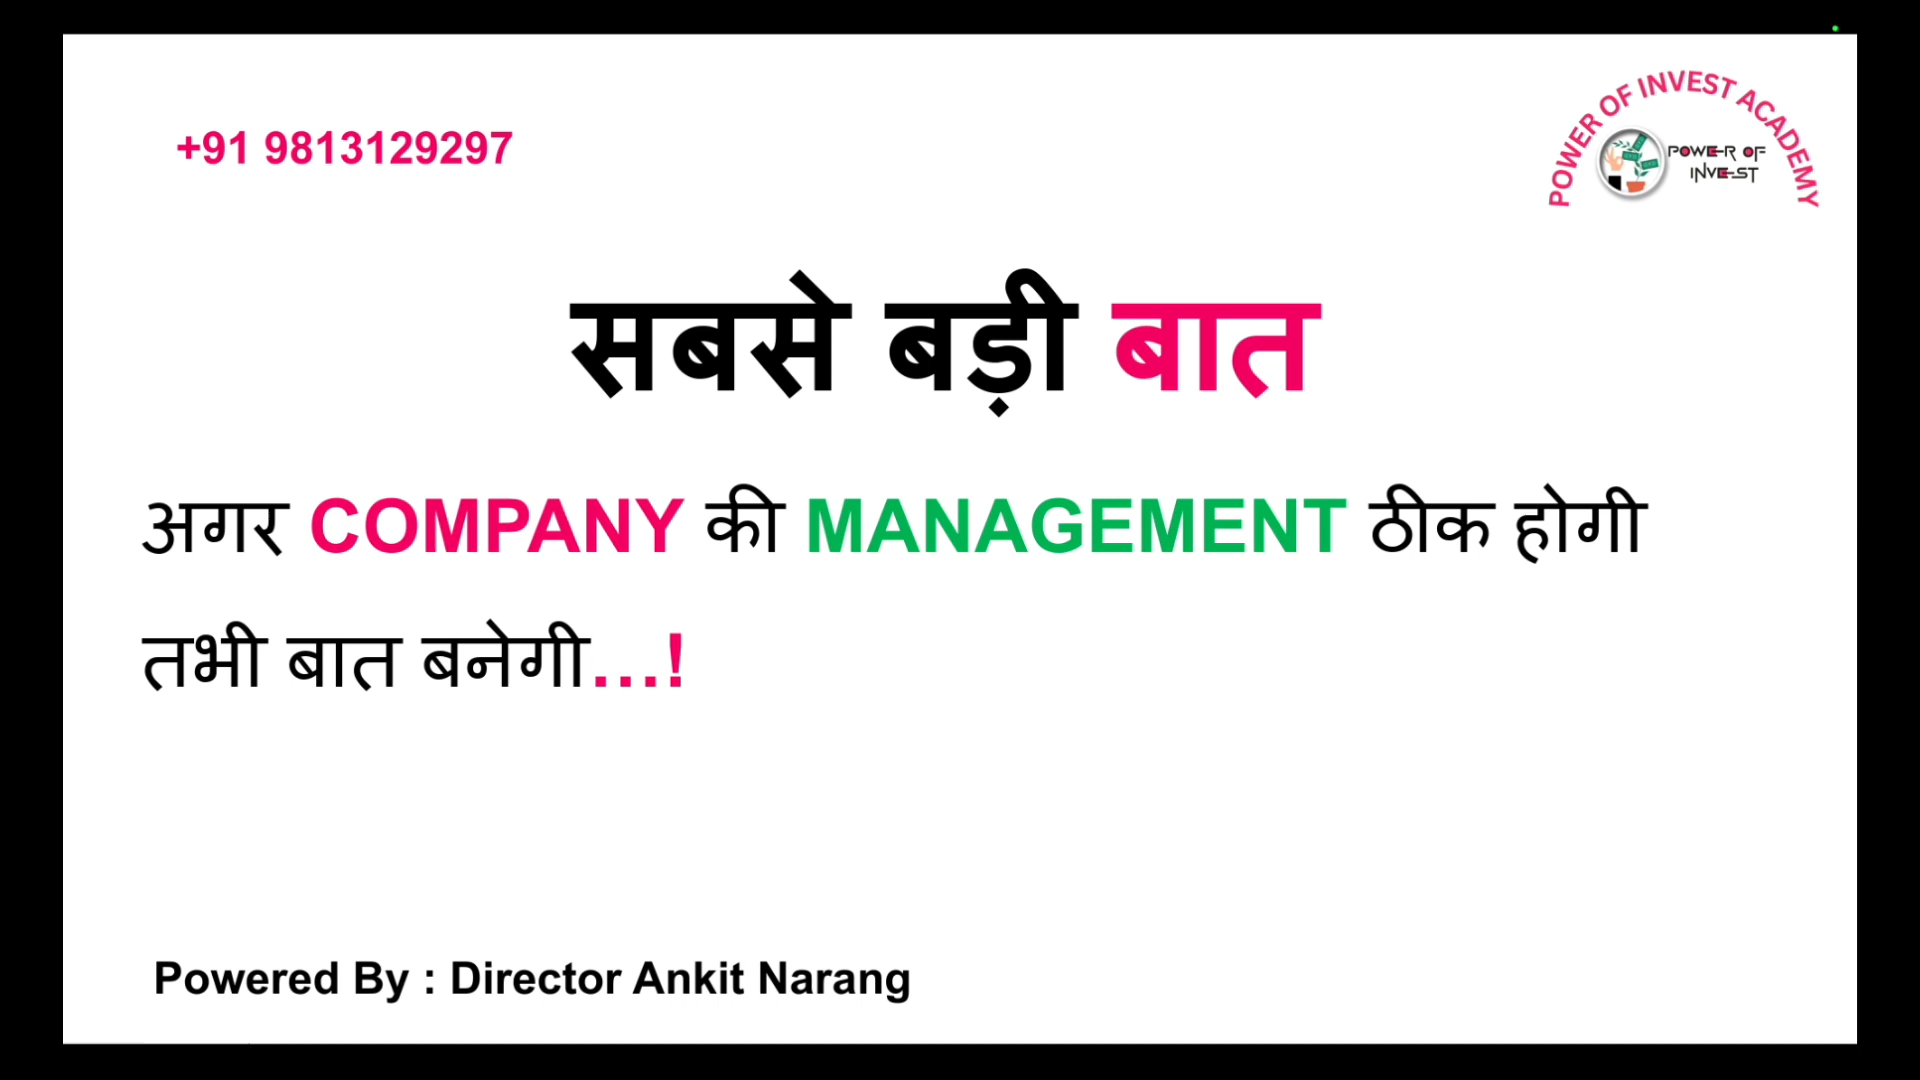 +91 9813129297
POWER OF INVEST ACADEMY
POWER OF
INVEST
सबसे बड़ी बात
अगर COMPANY की MANAGEMENT ठीक होगी
तभी बात बनेगी...!
Powered By : Director Ankit Narang